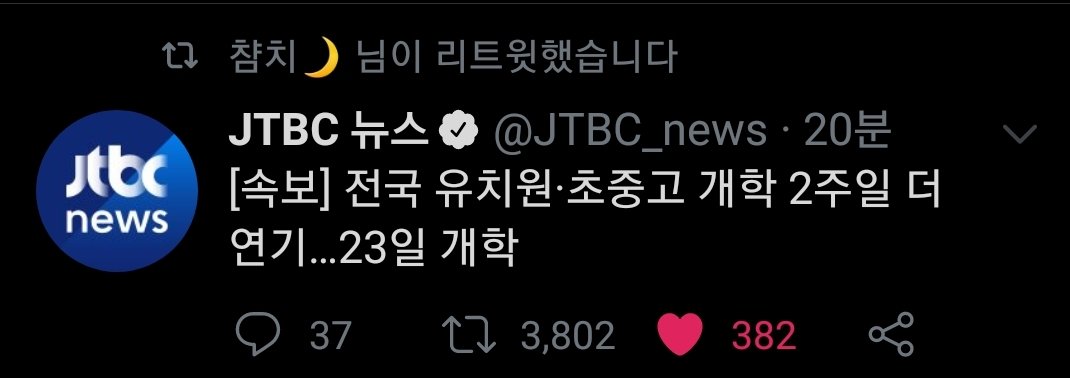 챰치🌙 님이 리트윗했습니다
JTBC 뉴스 @JTBC_news · 20분
jtbc
news
[속보] 전국 유치원·초중고 개학 2주일 더
연기...23일 개학
37 3,802 382